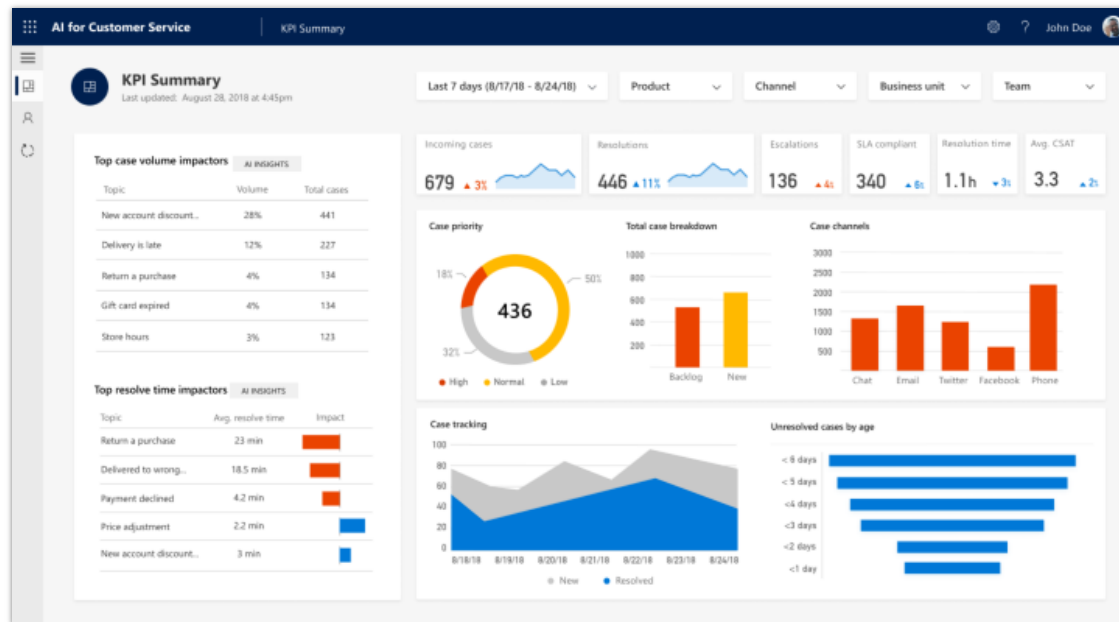 AI for Customer Service
KPI Summary
John Doe
KPI Summary
Last updated: August 28, 2018 at 4:45pm
Last 7 days (8/17/18 - 8/24/18)
Product
Channel
Business unit
Team
Top case volume impactors AI INSIGHTS
Topic Volume Total cases
New account discount... 28% 441
Delivery is late 12% 227
Return a purchase 4% 134
Gift card expired 4% 134
Store hours 3% 123
Top resolve time impactors AI INSIGHTS
Topic Avg. resolve time Impact
Return a purchase 23 min
Delivered to wrong... 18.5 min
Payment declined 4.2 min
Price adjustment 2.2 min
New account discount... 3 min
Incoming cases
679 ▲ 3%
Resolutions
446 ▲ 11%
Escalations
136 ▲ 4%
SLA compliant
340 ▲ 6%
Resolution time
1.1h ▼ 3%
Avg. CSAT
3.3 ▲ 2%
Case priority
18%
50%
436
32%
High Normal Low
Total case breakdown
1000
800
600
400
200
Backlog New
Case channels
3000
2500
2000
1500
1000
500
Chat Email Twitter Facebook Phone
Case tracking
100
80
60
40
20
0
8/18/18 8/19/18 8/20/18 8/21/18 8/22/18 8/23/18 8/24/18
New Resolved
Unresolved cases by age
< 6 days
< 5 days
<4 days
<3 days
<2 days
<1 day